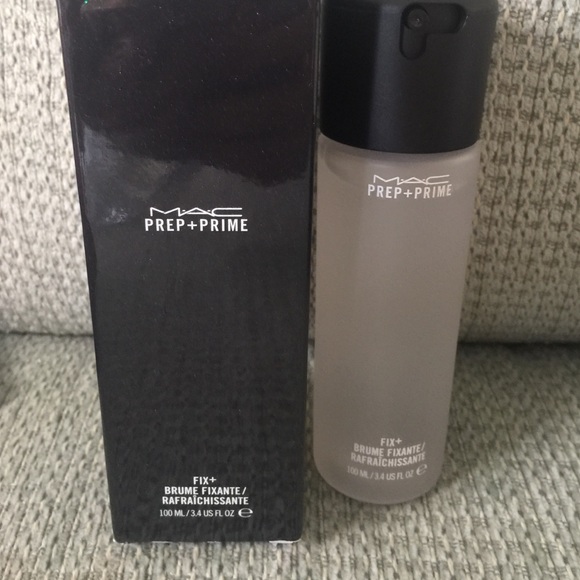 MAC
PREP+PRIME
FIX+
BRUME FIXANTE/
RAFRAÎCHISSANTE
100 ML/3.4 US FL OZ ℮
MAC
PREP+PRIME
FIX+
BRUME FIXANTE/
RAFRAÎCHISSANTE
100 ML/3.4 US FL OZ ℮